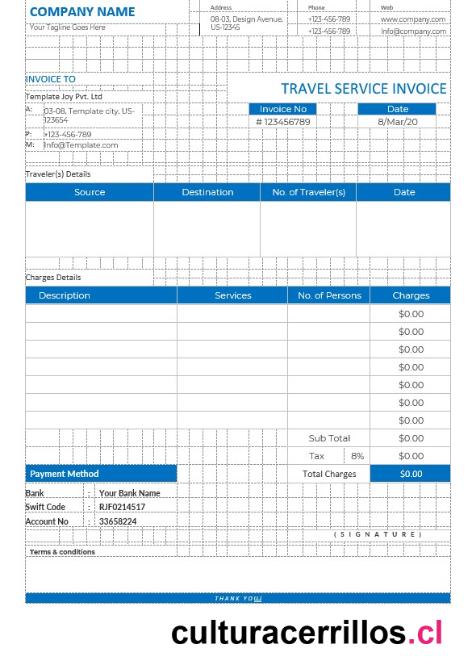 COMPANY NAME
Your Tagline Goes Here
Address
08-03, Design Avenue,
US-12345
Phone
+123-456-789
+123-456-789
Web
www.company.com
Info@company.com
INVOICE TO
TRAVEL SERVICE INVOICE
Template Joy Pvt. Ltd
A: 03-08, Template city, US-
123654
P: +123-456-789
M: Info@Template.com
Invoice No Date
# 123456789 8/Mar/20
Traveler(s) Details
Source Destination No. of Traveler(s) Date
Charges Details
Description Services No. of Persons Charges
$0.00
$0.00
$0.00
$0.00
$0.00
$0.00
$0.00
Sub Total $0.00
Tax 8% $0.00
Payment Method Total Charges $0.00
Bank : Your Bank Name
Swift Code : RJF0214517
Account No : 33658224
(SIGNATURE)
Terms & conditions
THANK YOU
culturacerrillos.cl